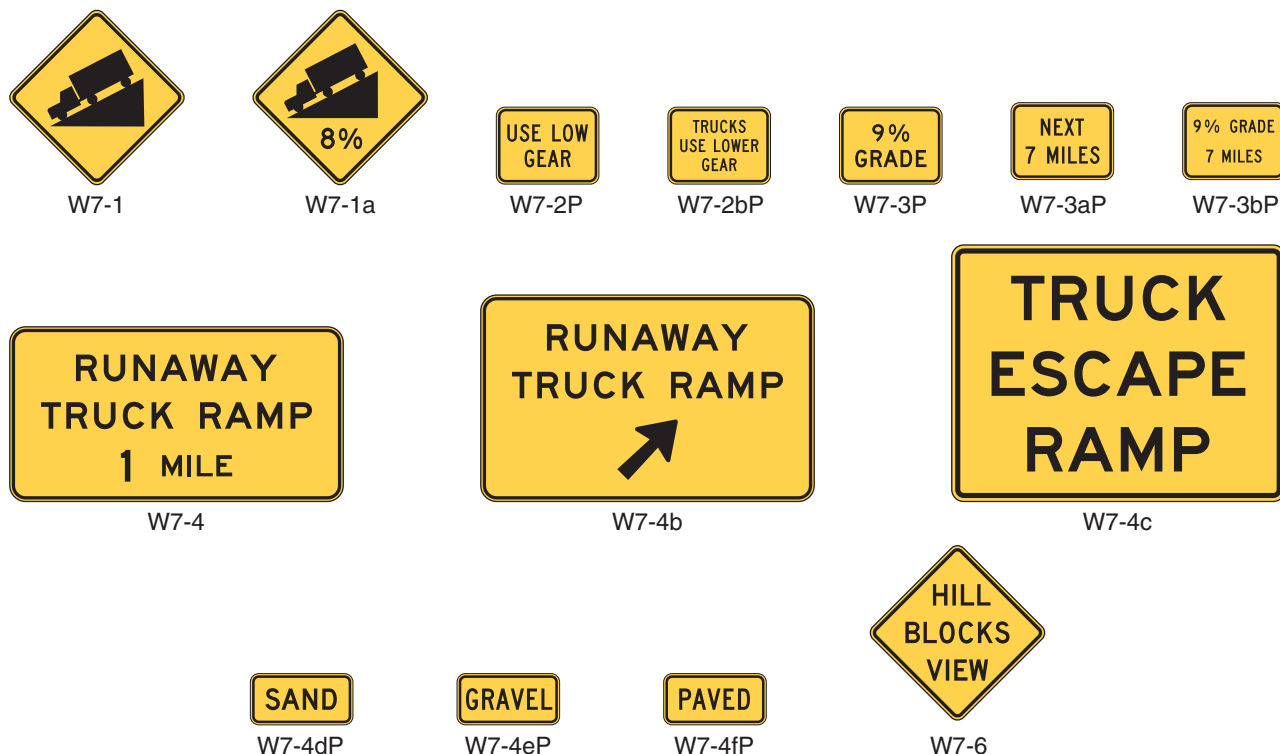 8%
W7-1
W7-1a
USE LOW
GEAR
W7-2P
TRUCKS
USE LOWER
GEAR
W7-2bP
9%
GRADE
W7-3P
NEXT
7 MILES
W7-3aP
9% GRADE
7 MILES
W7-3bP
RUNAWAY
TRUCK RAMP
1 MILE
W7-4
RUNAWAY
TRUCK RAMP
W7-4b
TRUCK
ESCAPE
RAMP
W7-4c
SAND
W7-4dP
GRAVEL
W7-4eP
PAVED
W7-4fP
HILL
BLOCKS
VIEW
W7-6